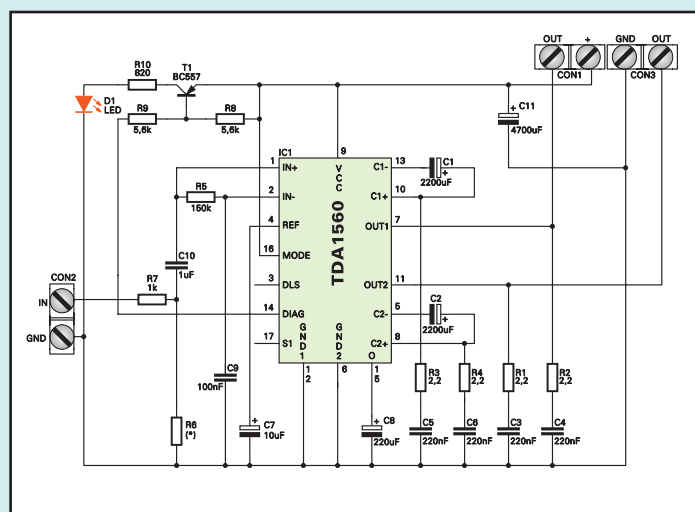 OUT + GND OUT
CON1 CON3
R10
820
T1
BC557
D1
LED
R9
5,6k
R8
5,6k
C11
+
4700uF
IC1
TDA1560
1 IN+
2 IN-
4 REF
16 MODE
3 DLS
14 DIAG
17 S1
9
VCC
C1- 13
C1+ 10
OUT1 7
OUT2 11
C2- 5
C2+ 8
GND1
12
GND2
6
O
15
C1
+
2200uF
C2
+
2200uF
R5
150k
C10
1uF
CON2
IN
GND
R7
1k
R6
(*)
C9
100nF
C7
+
10uF
C8
+
220uF
R3
2,2
R4
2,2
R1
2,2
R2
2,2
C5
220nF
C6
220nF
C3
220nF
C4
220nF